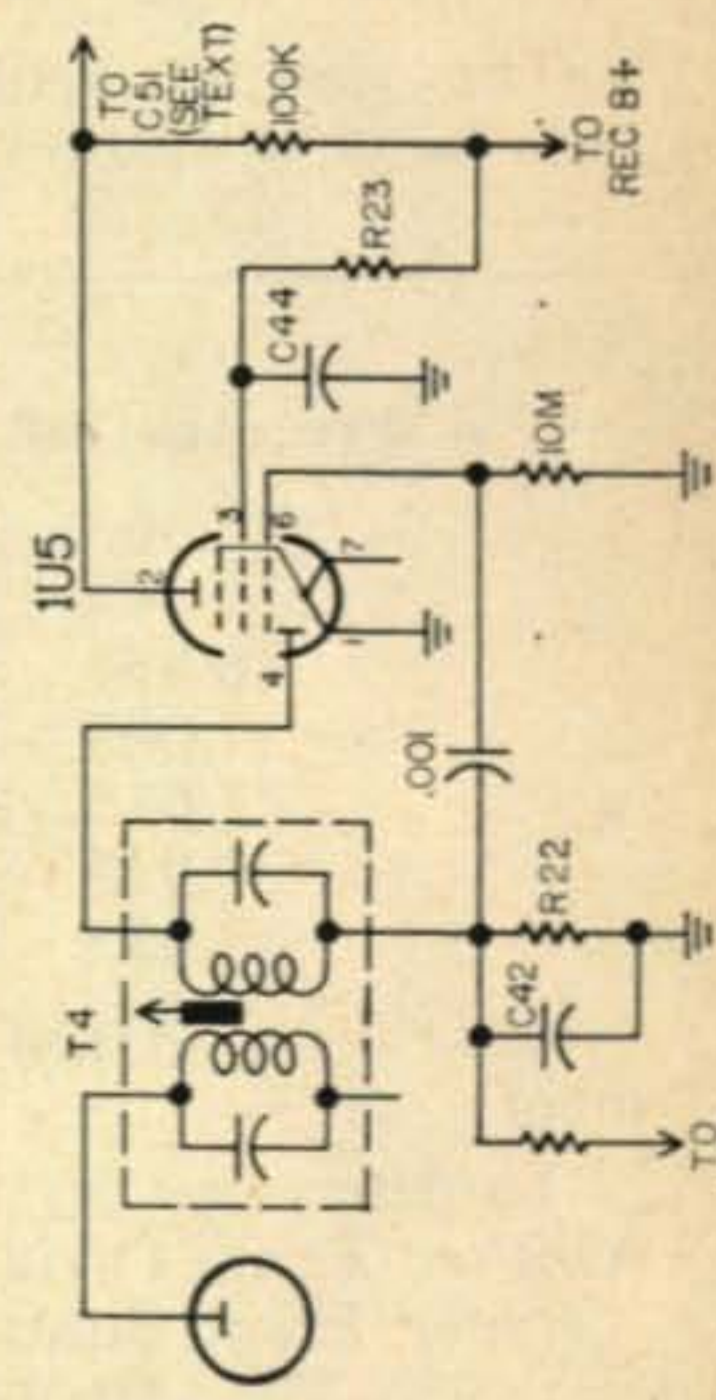 T4
1U5
TO
C51
(SEE
TEXT)
2
4
3
6
1
7
C44
R23
100K
.001
C42
R22
10M
TO
TO
REC B+